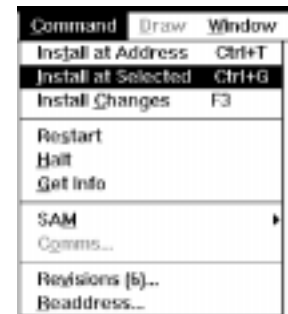 Command Draw Window
Install at Address Ctrl+T
Install at Selected Ctrl+G
Install Changes F3
Restart
Halt
Get Info
SAM
Comms...
Revisions (6)...
Readdress...